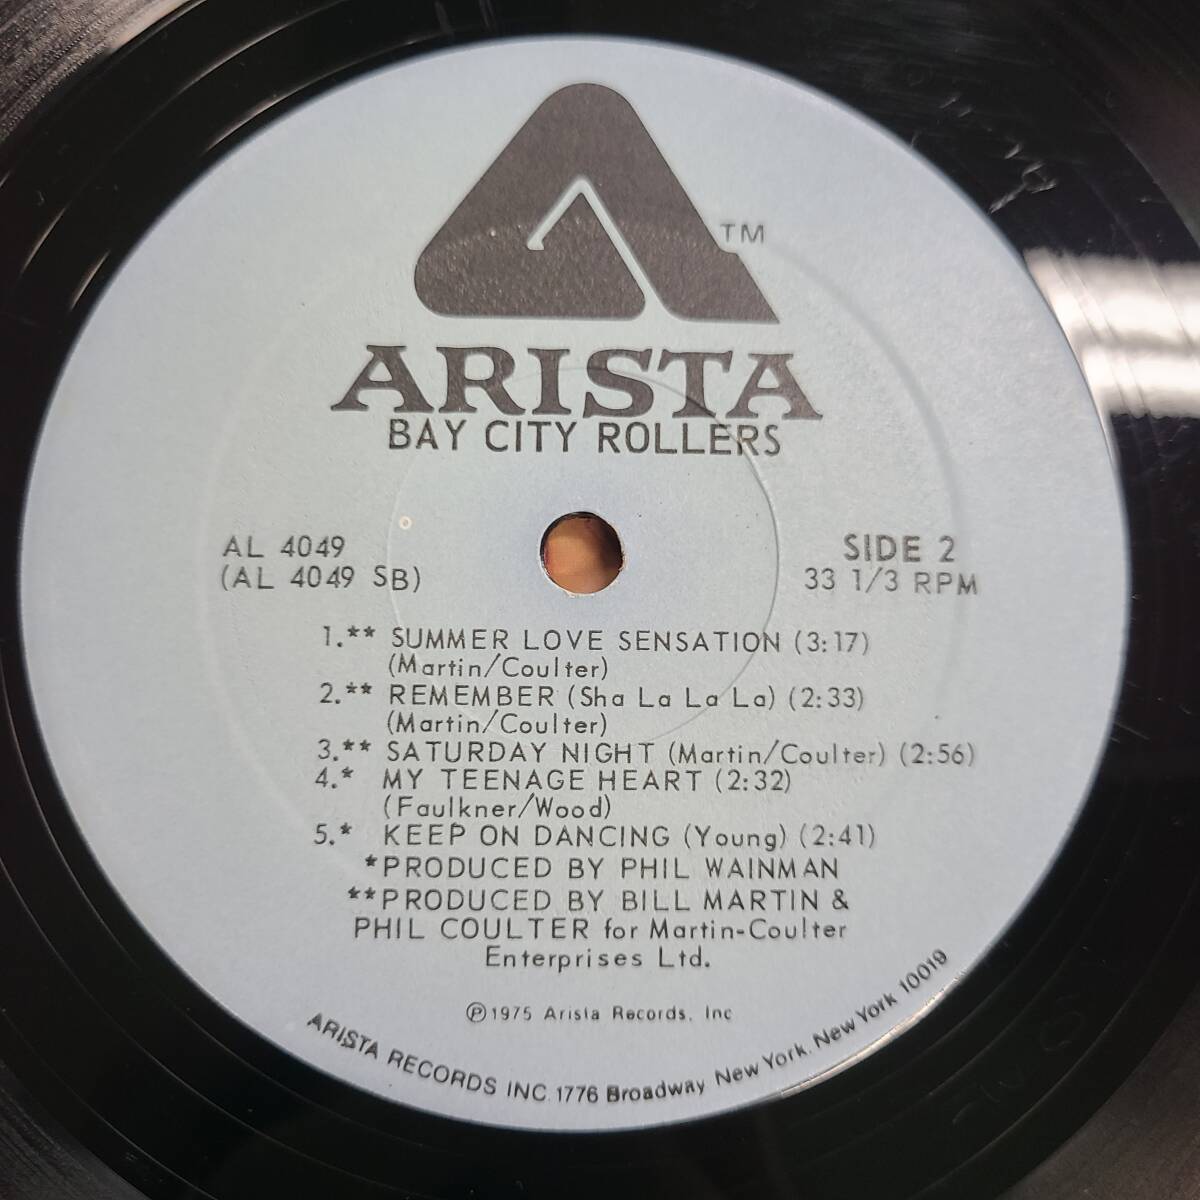 TM
ARISTA
BAY CITY ROLLERS
AL 4049
(AL 4049 SB)
SIDE 2
33 1/3 RPM
1.** SUMMER LOVE SENSATION (3:17)
(Martin/Coulter)
2.** REMEMBER (Sha La La La) (2:33)
(Martin/Coulter)
3.** SATURDAY NIGHT (Martin/Coulter) (2:56)
4.* MY TEENAGE HEART (2:32)
(Faulkner/Wood)
5.* KEEP ON DANCING (Young) (2:41)
*PRODUCED BY PHIL WAINMAN
**PRODUCED BY BILL MARTIN &
PHIL COULTER for Martin-Coulter
Enterprises Ltd.
℗1975 Arista Records, Inc
ARISTA RECORDS INC. 1776 Broadway New York, New York 10019